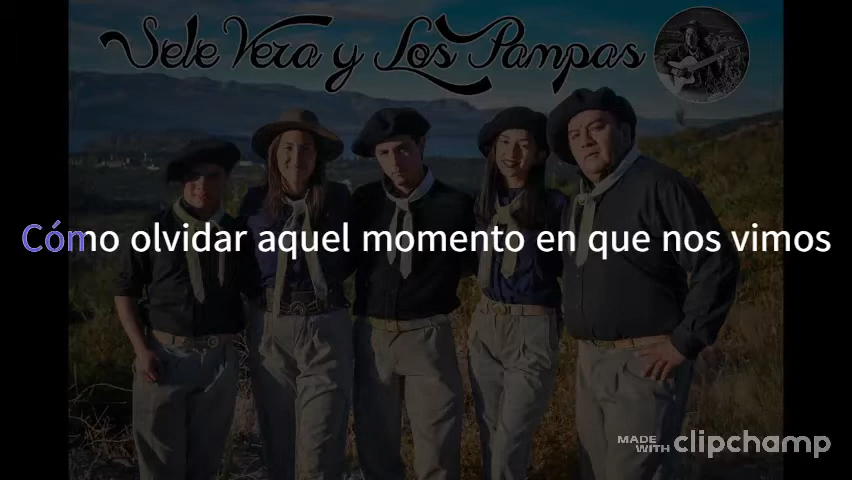 Sele Vera y Los Pampas
Cómo olvidar aquel momento en que nos vimos
MADE WITH clipchamp